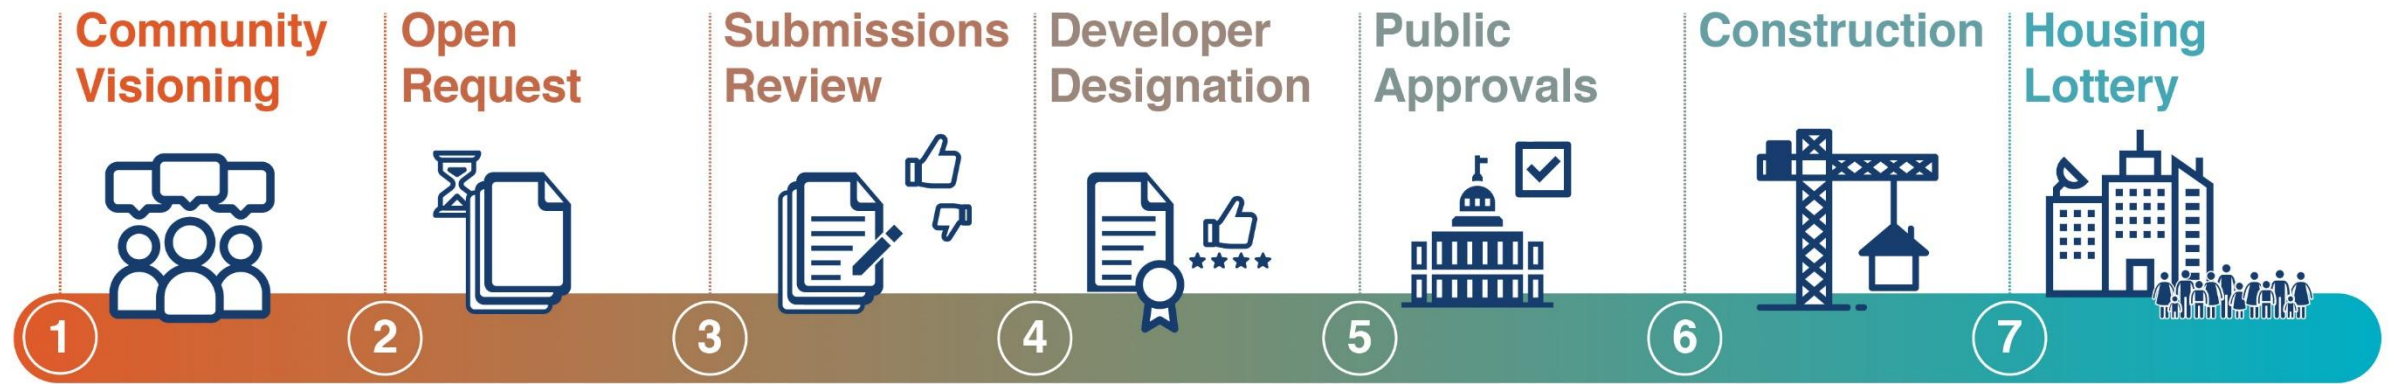 Community
Visioning
Open
Request
Submissions
Review
Developer
Designation
Public
Approvals
Construction
Housing
Lottery
1
2
3
4
5
6
7